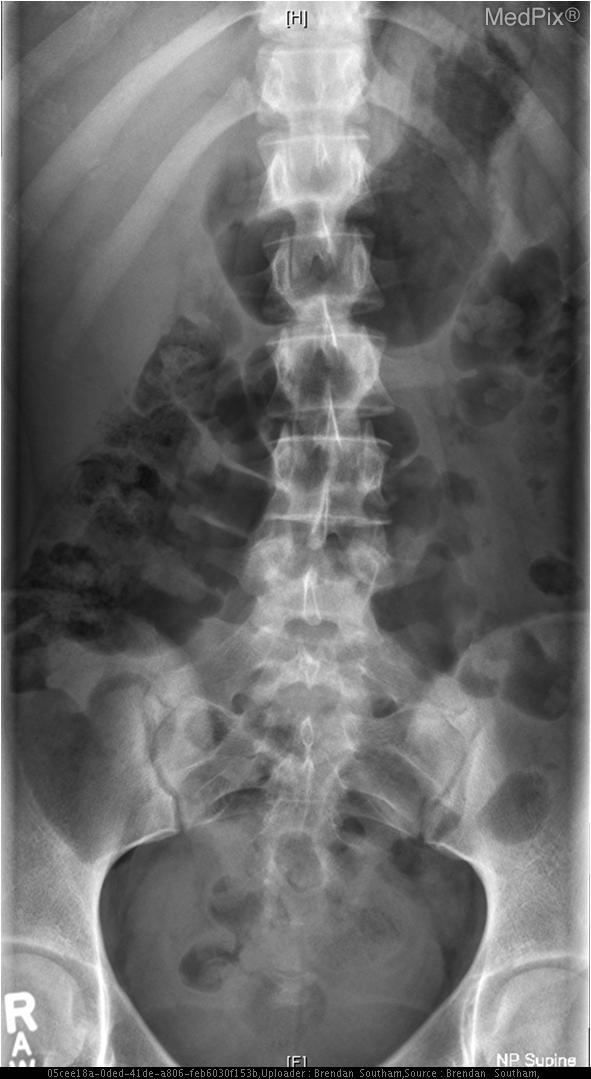 [H]
MedPix®
R
A
[F]
NP Supine
05cee18a-0ded-41de-a806-feb6030f153b,Uploader : Brendan Southam,Source : Brendan Southam,